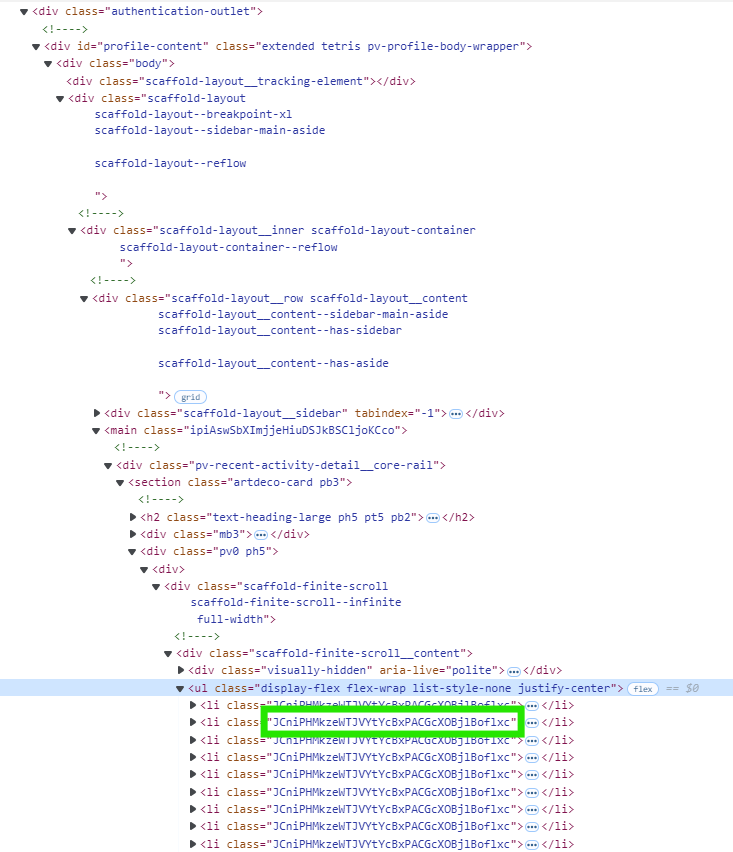 <div class="authentication-outlet">
<!---->
<div id="profile-content" class="extended tetris pv-profile-body-wrapper">
<div class="body">
<div class="scaffold-layout__tracking-element"></div>
<div class="scaffold-layout
scaffold-layout--breakpoint-xl
scaffold-layout--sidebar-main-aside
scaffold-layout--reflow
">
<!---->
<div class="scaffold-layout__inner scaffold-layout-container
scaffold-layout-container--reflow
">
<!---->
<div class="scaffold-layout__row scaffold-layout__content
scaffold-layout__content--sidebar-main-aside
scaffold-layout__content--has-sidebar
scaffold-layout__content--has-aside
"> grid
<div class="scaffold-layout__sidebar" tabindex="-1">…</div>
<main class="ipiAswSbXImjjeHiuDSJkBSCljoKCco">
<!---->
<div class="pv-recent-activity-detail__core-rail">
<section class="artdeco-card pb3">
<!---->
<h2 class="text-heading-large ph5 pt5 pb2">…</h2>
<div class="mb3">…</div>
<div class="pv0 ph5">
<div>
<div class="scaffold-finite-scroll
scaffold-finite-scroll--infinite
full-width">
<!---->
<div class="scaffold-finite-scroll__content">
<div class="visually-hidden" aria-live="polite">…</div>
<ul class="display-flex flex-wrap list-style-none justify-center"> flex == $0
<li class="JCniPHMkzeWTJVYtYcBxPACGcXOBjlBoflxc">…</li>
<li class="JCniPHMkzeWTJVYtYcBxPACGcXOBjlBoflxc">…</li>
<li class="JCniPHMkzeWTJVYtYcBxPACGcXOBjlBoflxc">…</li>
<li class="JCniPHMkzeWTJVYtYcBxPACGcXOBjlBoflxc">…</li>
<li class="JCniPHMkzeWTJVYtYcBxPACGcXOBjlBoflxc">…</li>
<li class="JCniPHMkzeWTJVYtYcBxPACGcXOBjlBoflxc">…</li>
<li class="JCniPHMkzeWTJVYtYcBxPACGcXOBjlBoflxc">…</li>
<li class="JCniPHMkzeWTJVYtYcBxPACGcXOBjlBoflxc">…</li>
<li class="JCniPHMkzeWTJVYtYcBxPACGcXOBjlBoflxc">…</li>